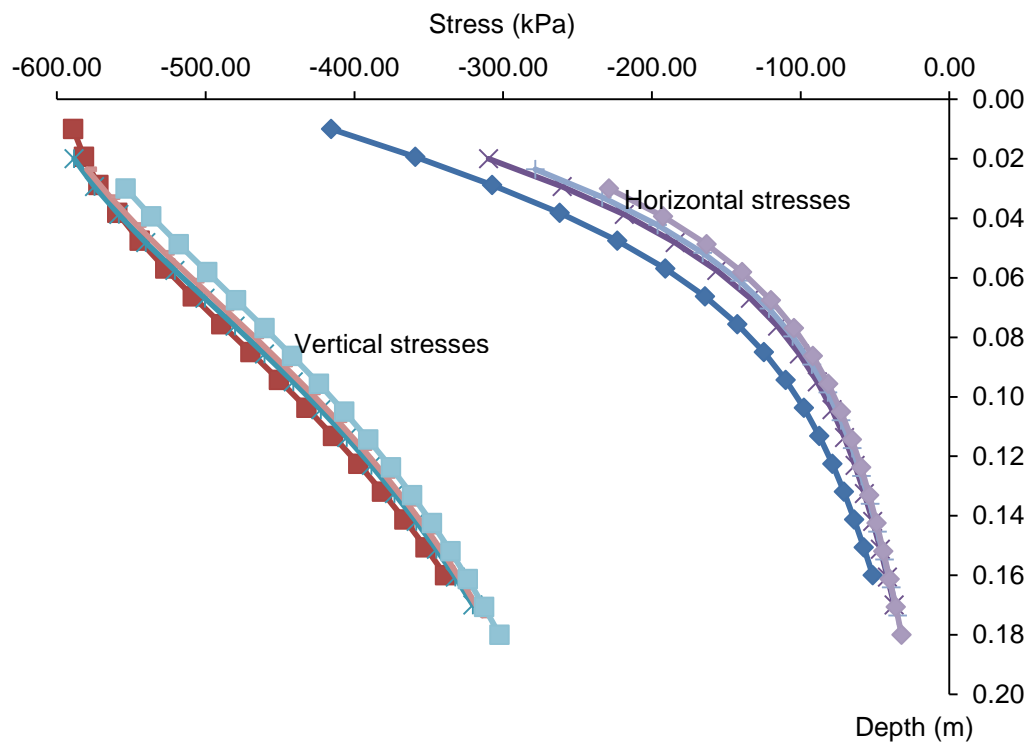 Stress (kPa)
-600.00 -500.00 -400.00 -300.00 -200.00 -100.00 0.00
0.00
0.02
Horizontal stresses
0.04
0.06
Vertical stresses
0.08
0.10
0.12
0.14
0.16
0.18
0.20
Depth (m)